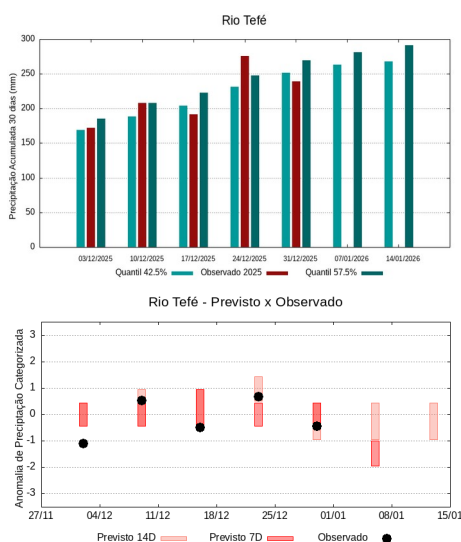 Rio Tefé
Precipitação Acumulada 30 dias (mm)
300
250
200
150
100
50
0
03/12/2025 10/12/2025 17/12/2025 24/12/2025 31/12/2025 07/01/2026 14/01/2026
Quantil 42.5% Observado 2025 Quantil 57.5%
Rio Tefé - Previsto x Observado
Anomalia de Preciptação Categorizada
3
2
1
0
-1
-2
-3
27/11 04/12 11/12 18/12 25/12 01/01 08/01 15/01
Previsto 14D Previsto 7D Observado